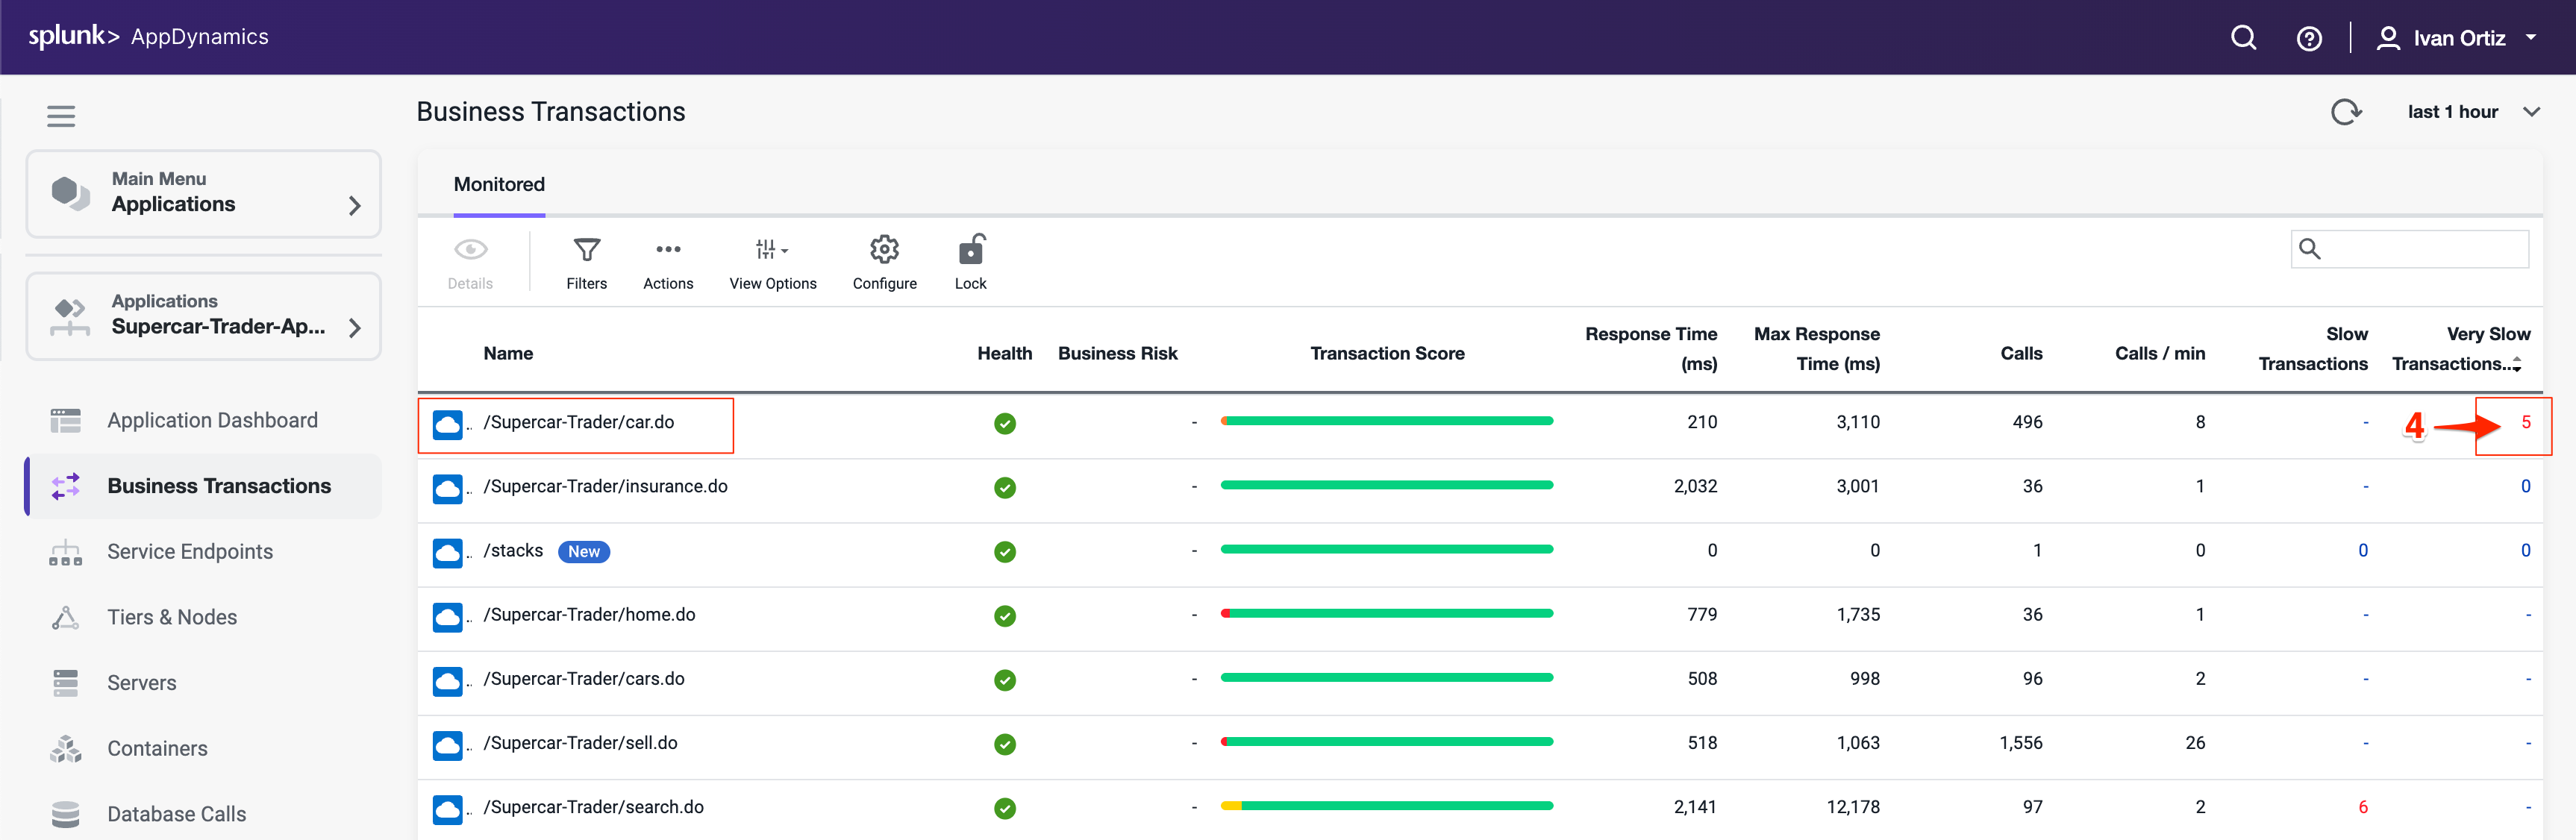 splunk> AppDynamics
Ivan Ortiz
Business Transactions
last 1 hour
Main Menu
Applications
Applications
Supercar-Trader-Ap...
Application Dashboard
Business Transactions
Service Endpoints
Tiers & Nodes
Servers
Containers
Database Calls
Monitored
Details
Filters
Actions
View Options
Configure
Lock
Name Health Business Risk Transaction Score Response Time (ms) Max Response Time (ms) Calls Calls / min Slow Transactions Very Slow Transactions...
.. /Supercar-Trader/car.do - 210 3,110 496 8 - 4 5
.. /Supercar-Trader/insurance.do - 2,032 3,001 36 1 - 0
.. /stacks New - 0 0 1 0 0 0
.. /Supercar-Trader/home.do - 779 1,735 36 1 - -
.. /Supercar-Trader/cars.do - 508 998 96 2 - -
.. /Supercar-Trader/sell.do - 518 1,063 1,556 26 - -
.. /Supercar-Trader/search.do - 2,141 12,178 97 2 6 -